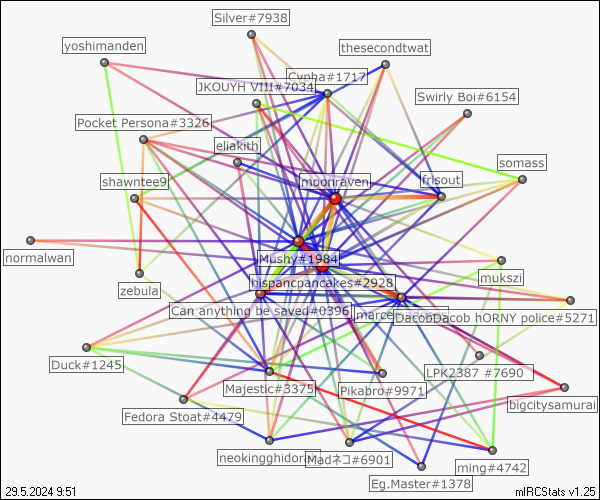 Silver#7938
yoshimanden
thesecondtwat
Cypha#1717
JKOUYH VIII#7034
Swirly Boi#6154
Pocket Persona#3326
eliakith
somass
shawntee9
moonraven
frisout
normalwan
Mushy#1984
mukszi
hispancpancakes#2928
zebula
Can anything be saved#0396
DacobDacob hORNY police#5271
Duck#1245
LPK2387 #7690
Majestic#3375
Pikabro#9971
bigcitysamurai
Fedora Stoat#4479
neokingghidorah
Madネコ#6901
ming#4742
Eg.Master#1378
29.5.2024 9:51
mIRCStats v1.25